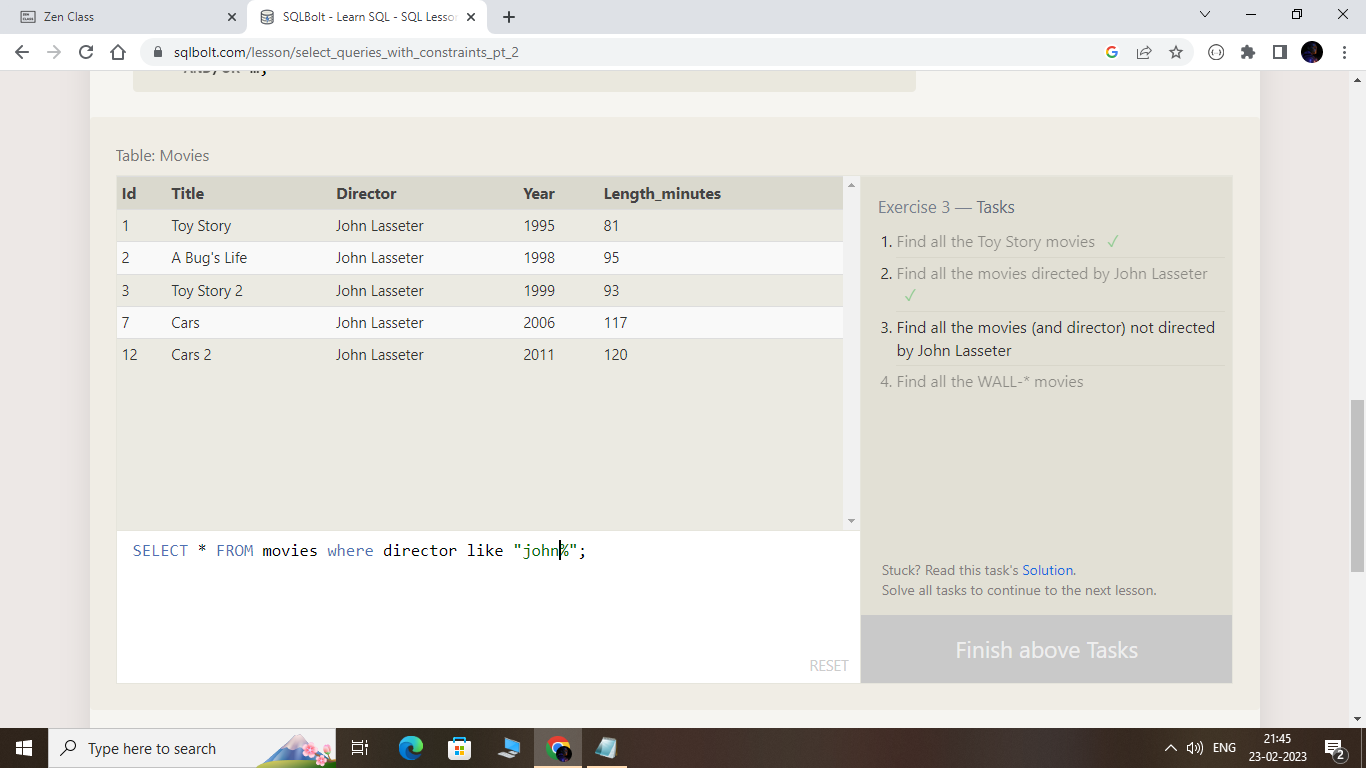 Zen Class
SQLBolt - Learn SQL - SQL Lesson
sqlbolt.com/lesson/select_queries_with_constraints_pt_2
Table: Movies
Id Title Director Year Length_minutes
1 Toy Story John Lasseter 1995 81
2 A Bug's Life John Lasseter 1998 95
3 Toy Story 2 John Lasseter 1999 93
7 Cars John Lasseter 2006 117
12 Cars 2 John Lasseter 2011 120
SELECT * FROM movies where director like "john%";
RESET
Exercise 3 — Tasks
1. Find all the Toy Story movies ✓
2. Find all the movies directed by John Lasseter
✓
3. Find all the movies (and director) not directed
by John Lasseter
4. Find all the WALL-* movies
Stuck? Read this task's Solution.
Solve all tasks to continue to the next lesson.
Finish above Tasks
Type here to search
ENG
21:45
23-02-2023
2